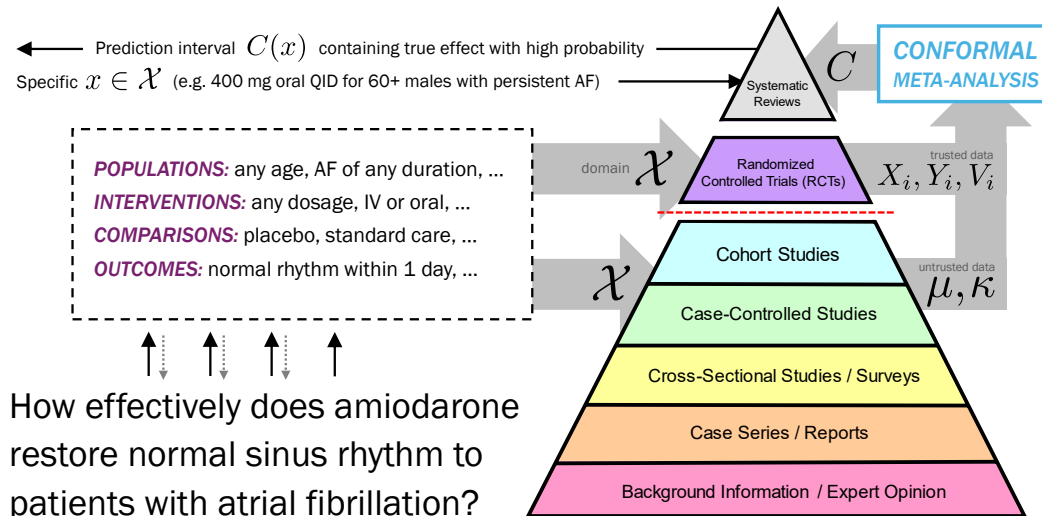 Prediction interval C(x) containing true effect with high probability
Specific x ∈ 𝒳 (e.g. 400 mg oral QID for 60+ males with persistent AF)
Systematic
Reviews
C
CONFORMAL
META-ANALYSIS
POPULATIONS: any age, AF of any duration, ...
INTERVENTIONS: any dosage, IV or oral, ...
COMPARISONS: placebo, standard care, ...
OUTCOMES: normal rhythm within 1 day, ...
domain 𝒳
Randomized
Controlled Trials (RCTs)
trusted data
Xᵢ, Yᵢ, Vᵢ
𝒳
Cohort Studies
untrusted data
μ, κ
Case-Controlled Studies
Cross-Sectional Studies / Surveys
Case Series / Reports
Background Information / Expert Opinion
How effectively does amiodarone
restore normal sinus rhythm to
patients with atrial fibrillation?